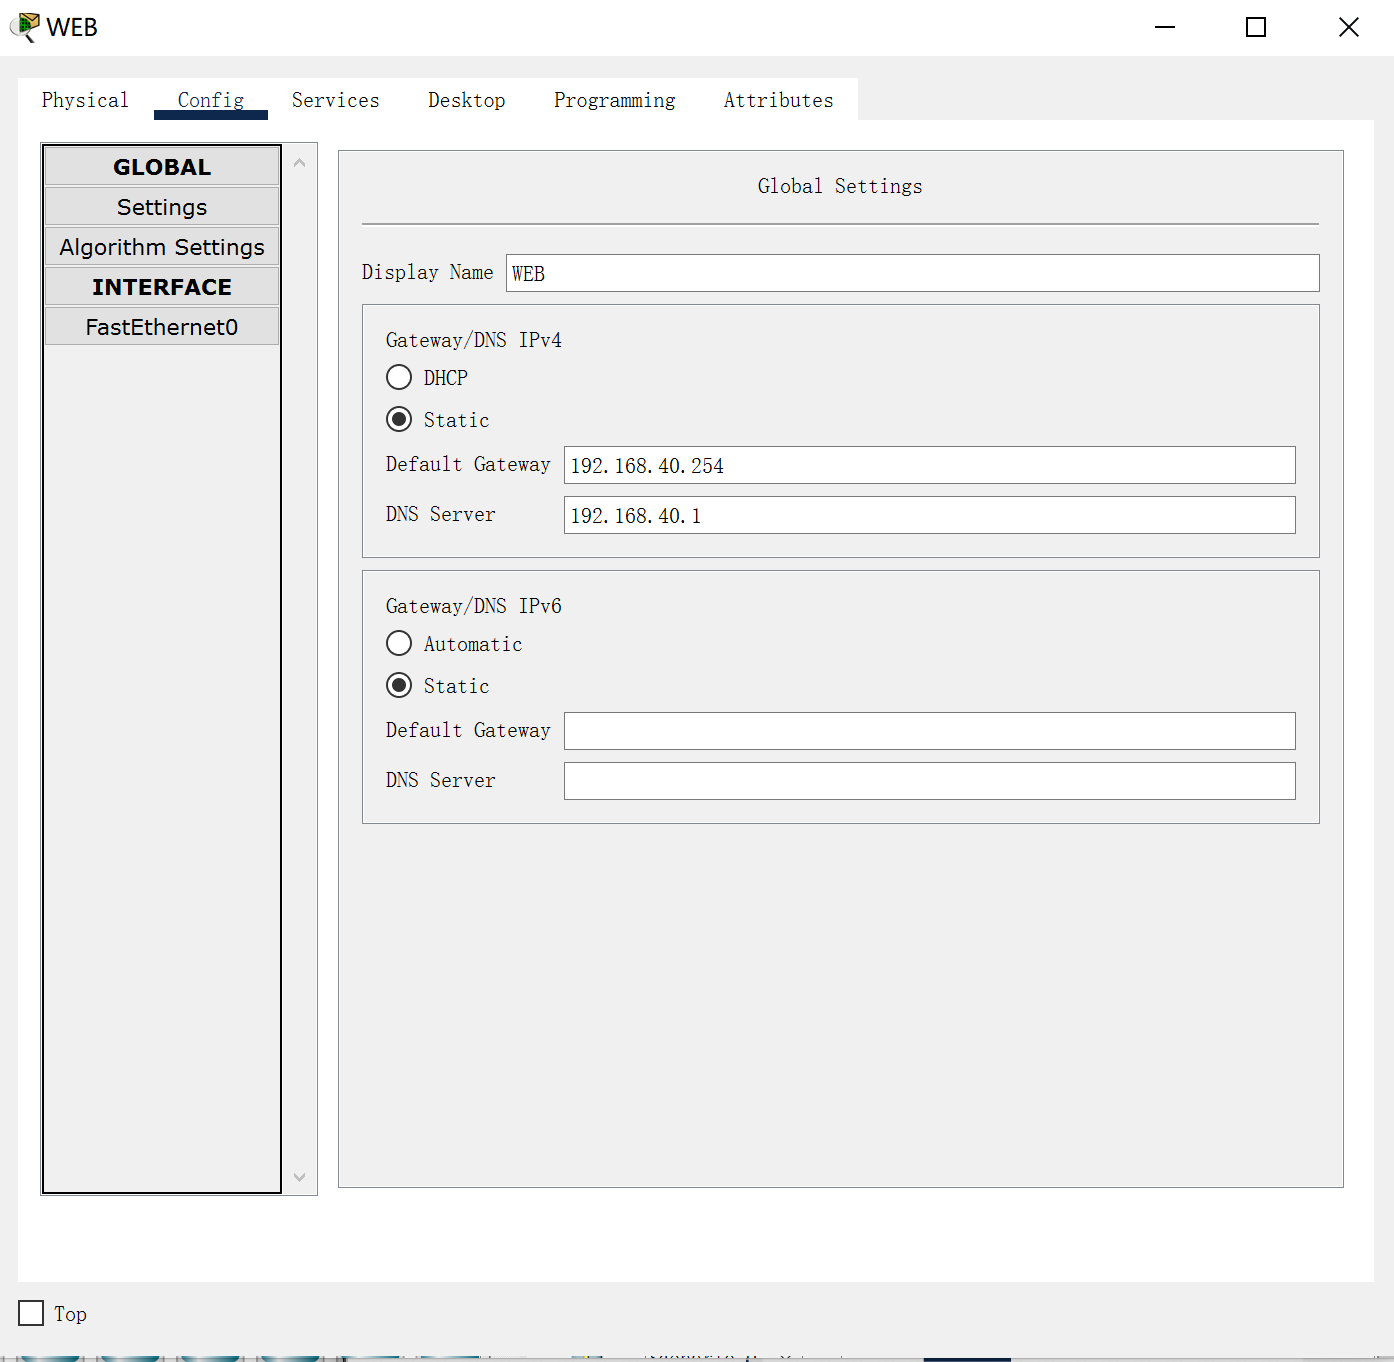 WEB
Physical Config Services Desktop Programming Attributes
GLOBAL
Settings
Algorithm Settings
INTERFACE
FastEthernet0
Global Settings
Display Name WEB
Gateway/DNS IPv4
DHCP
Static
Default Gateway 192.168.40.254
DNS Server 192.168.40.1
Gateway/DNS IPv6
Automatic
Static
Default Gateway
DNS Server
Top